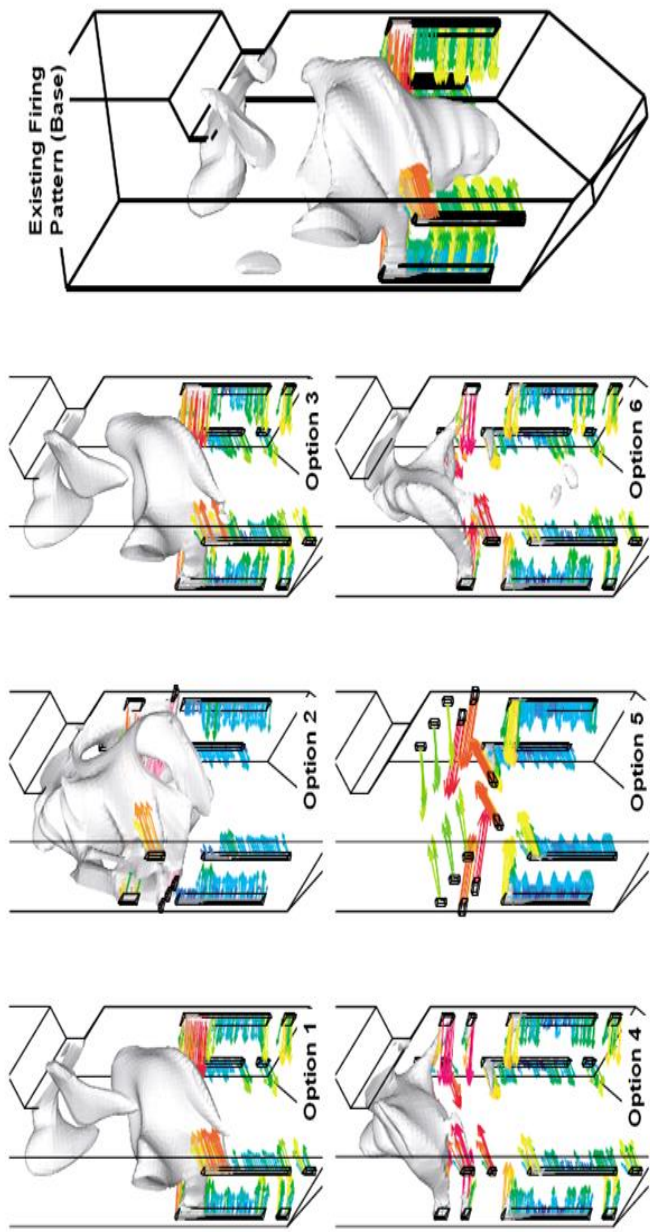 Existing Firing
Pattern (Base)
Option 1
Option 2
Option 3
Option 4
Option 5
Option 6